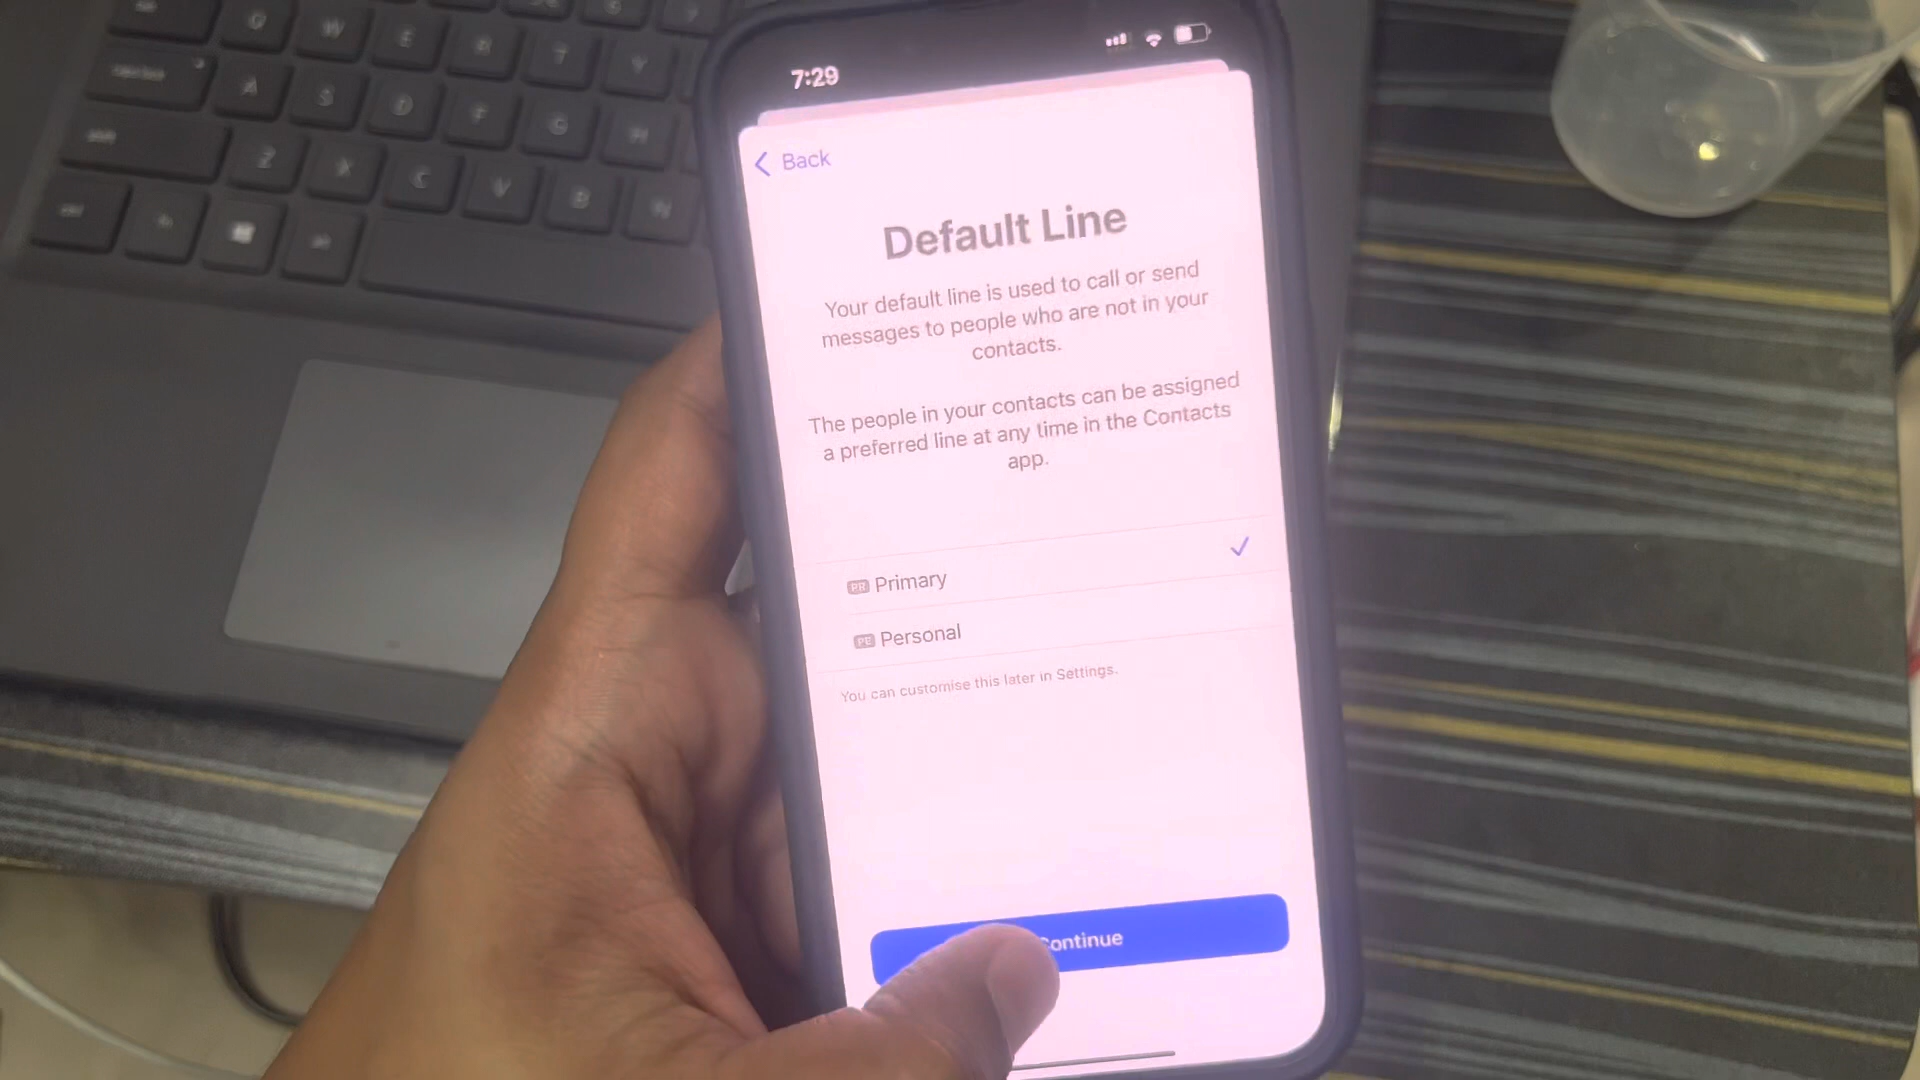 7:29
Back
Default Line
Your default line is used to call or send
messages to people who are not in your
contacts.
The people in your contacts can be assigned
a preferred line at any time in the Contacts
app.
PR Primary
PE Personal
You can customise this later in Settings.
Continue
Q W E R T Y
A S D F G H
Z X C V B N